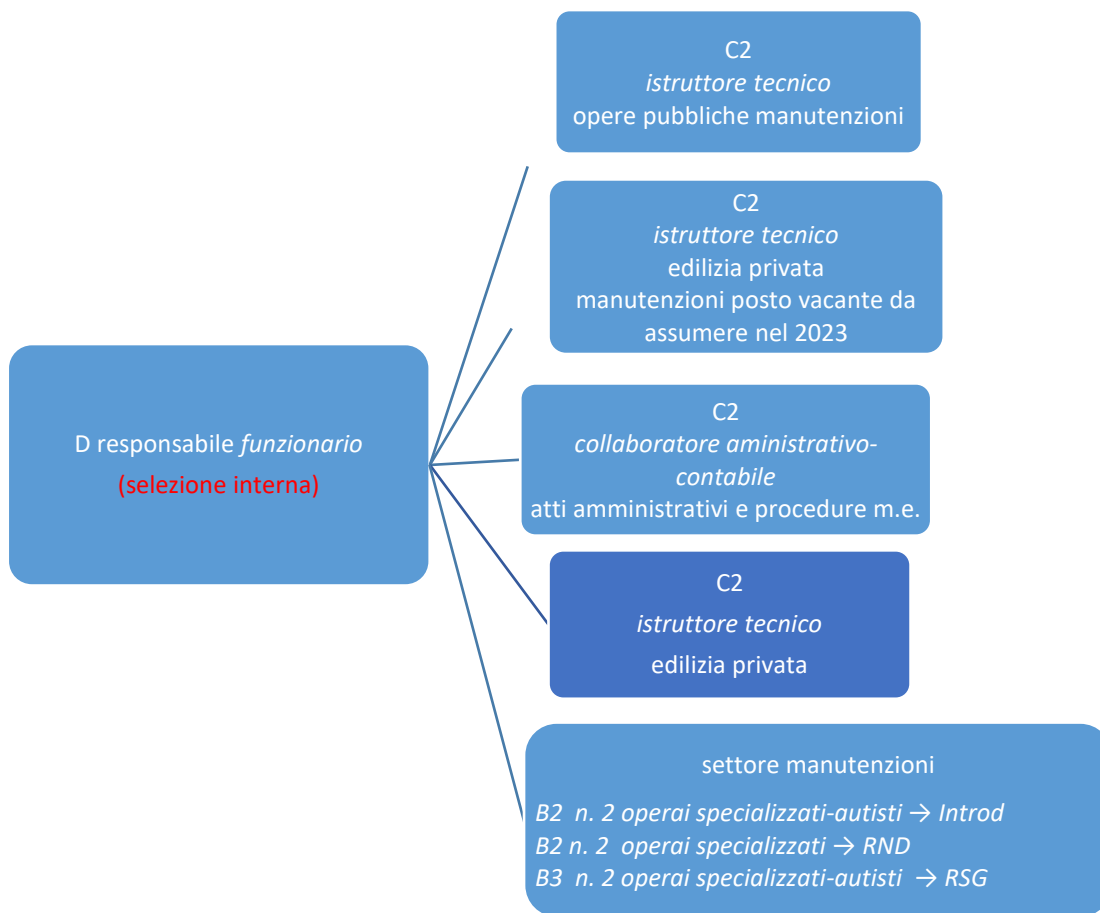 C2
istruttore tecnico
opere pubbliche manutenzioni
C2
istruttore tecnico
edilizia privata
manutenzioni posto vacante da
assumere nel 2023
D responsabile funzionario
(selezione interna)
C2
collaboratore aministrativo-
contabile
atti amministrativi e procedure m.e.
C2
istruttore tecnico
edilizia privata
settore manutenzioni
B2 n. 2 operai specializzati-autisti → Introd
B2 n. 2 operai specializzati → RND
B3 n. 2 operai specializzati-autisti → RSG